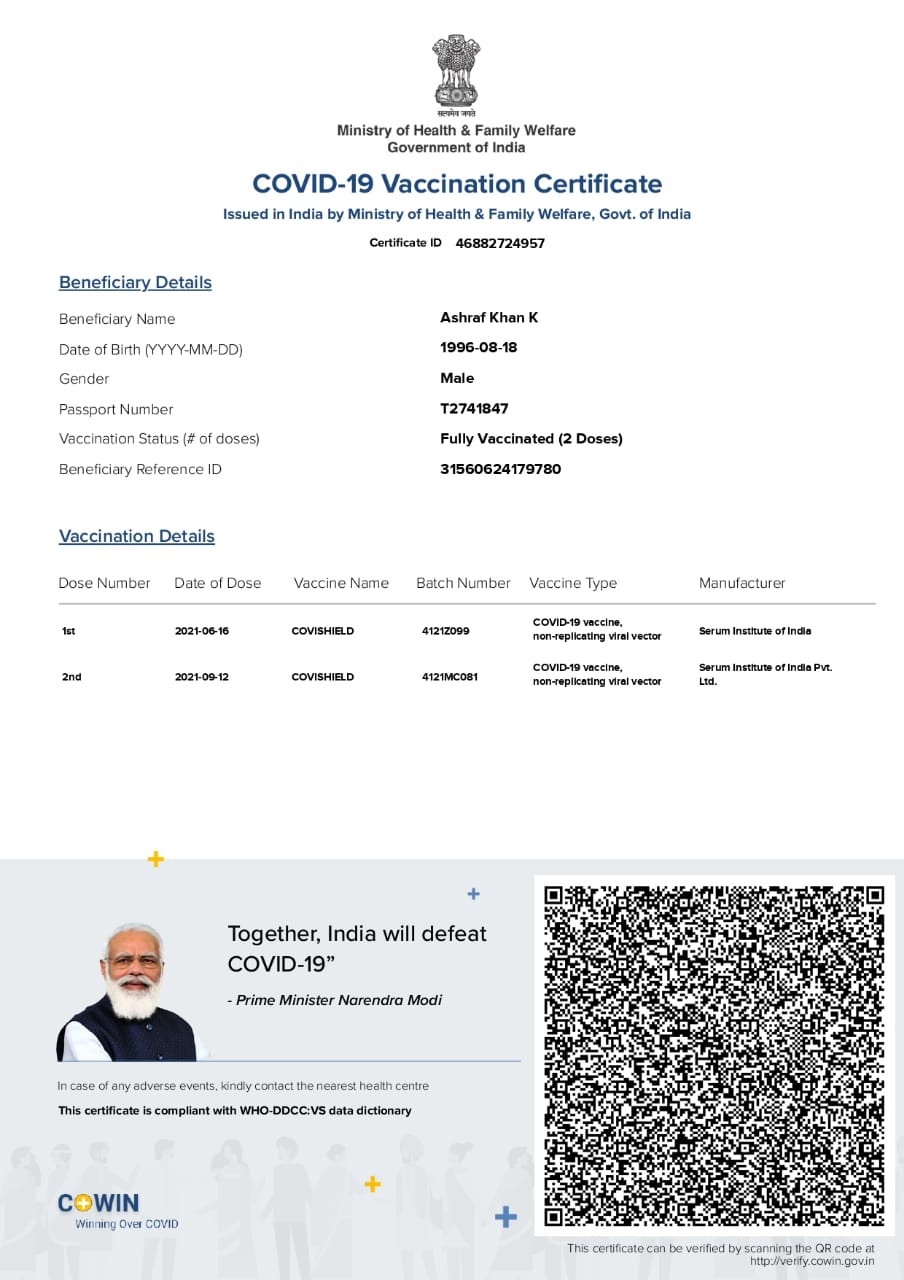 सत्यमेव जयते
Ministry of Health & Family Welfare
Government of India
COVID-19 Vaccination Certificate
Issued in India by Ministry of Health & Family Welfare, Govt. of India
Certificate ID 46882724957
Beneficiary Details
Beneficiary Name Ashraf Khan K
Date of Birth (YYYY-MM-DD) 1996-08-18
Gender Male
Passport Number T2741847
Vaccination Status (# of doses) Fully Vaccinated (2 Doses)
Beneficiary Reference ID 31560624179780
Vaccination Details
Dose Number Date of Dose Vaccine Name Batch Number Vaccine Type Manufacturer
1st 2021-06-16 COVISHIELD 4121Z099 COVID-19 vaccine, Serum Institute of India
non-replicating viral vector
2nd 2021-09-12 COVISHIELD 4121MC081 COVID-19 vaccine, Serum Institute of India Pvt.
non-replicating viral vector Ltd.
Together, India will defeat
COVID-19”
- Prime Minister Narendra Modi
In case of any adverse events, kindly contact the nearest health centre
This certificate is compliant with WHO-DDCC:VS data dictionary
COWIN
Winning Over COVID
This certificate can be verified by scanning the QR code at
http://verify.cowin.gov.in